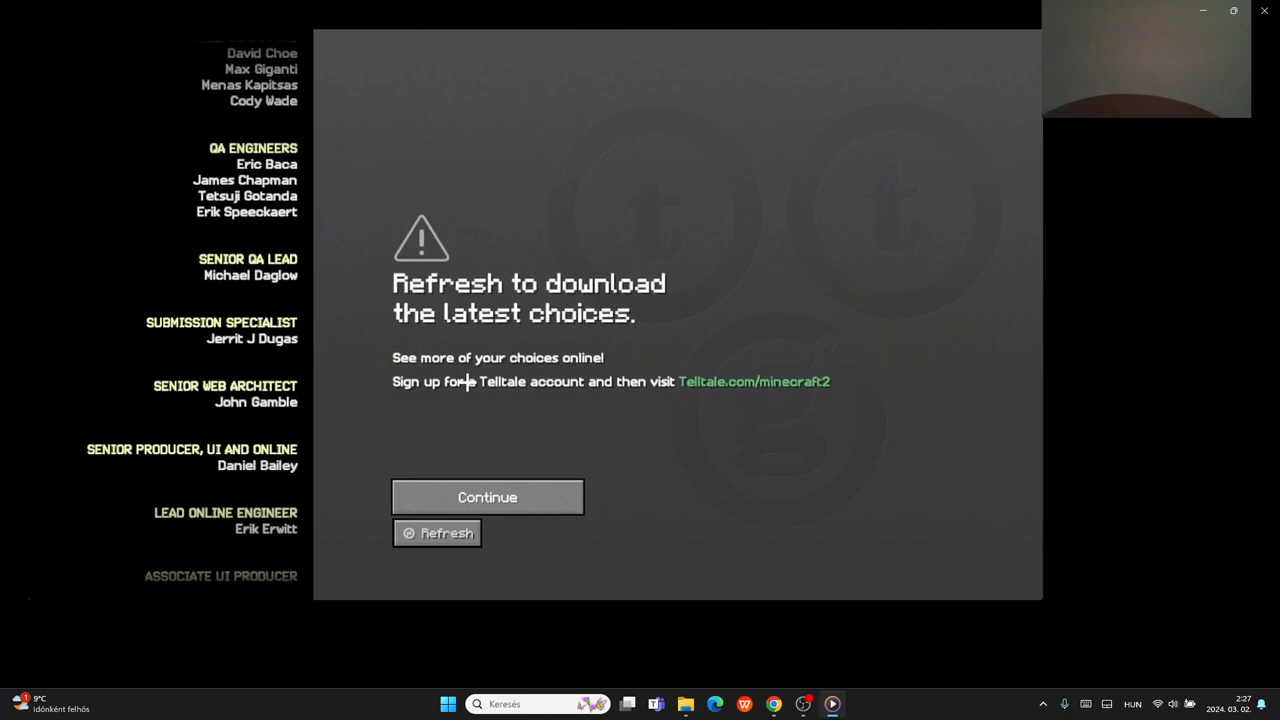 David Choe
Max Giganti
Menas Kapitsas
Cody Wade
QA ENGINEERS
Eric Baca
James Chapman
Tetsuji Gotanda
Erik Speeckaert
SENIOR QA LEAD
Michael Daglow
SUBMISSION SPECIALIST
Jerrit J Dugas
SENIOR WEB ARCHITECT
John Gamble
SENIOR PRODUCER, UI AND ONLINE
Daniel Bailey
LEAD ONLINE ENGINEER
Erik Erwitt
ASSOCIATE UI PRODUCER
Refresh to download
the latest choices.
See more of your choices online!
Sign up for a Telltale account and then visit Telltale.com/minecraft2
Continue
Refresh
1
9°C
Időnként felhős
Keresés
HUN
2:27
2024. 03. 02.